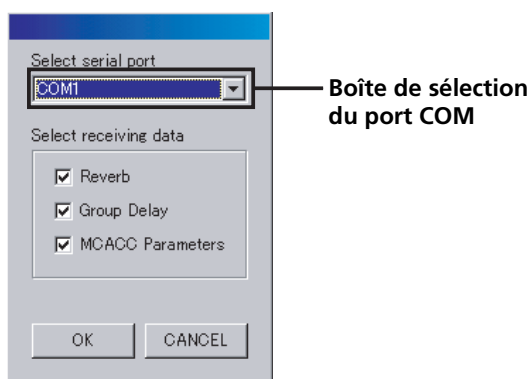 Select serial port
COM1
Boîte de sélection
du port COM
Select receiving data
Reverb
Group Delay
MCACC Parameters
OK
CANCEL